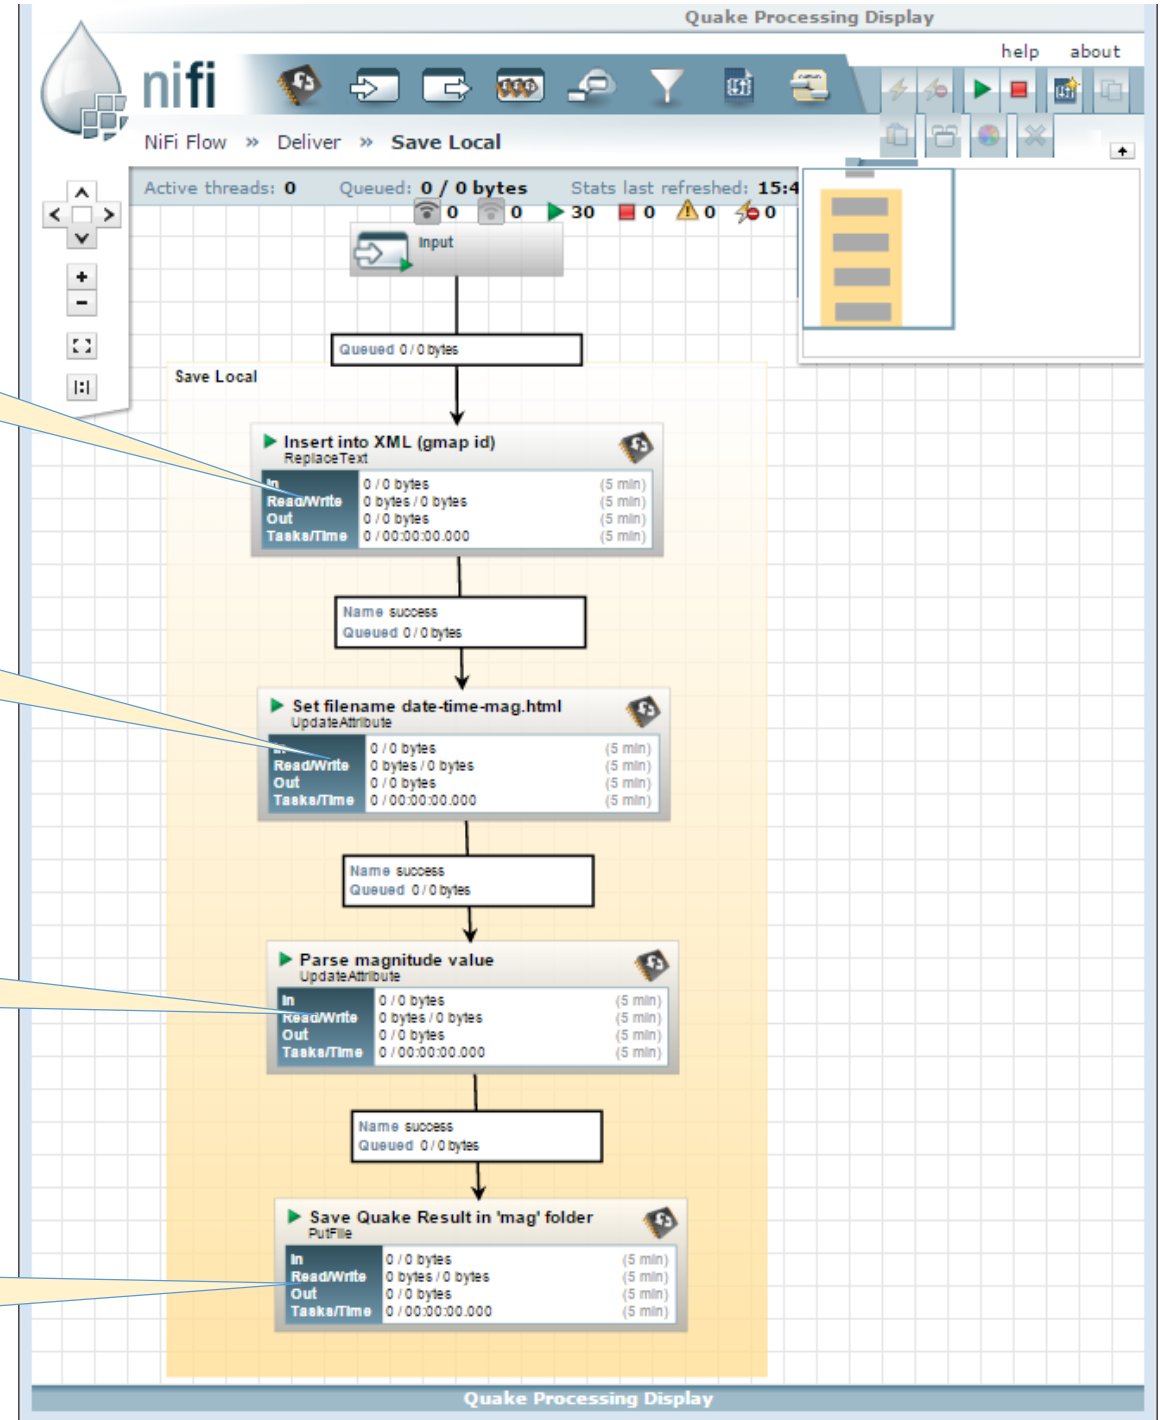 Quake Processing Display
help about
nifi
NiFi Flow » Deliver » Save Local
Active threads: 0 Queued: 0 / 0 bytes Stats last refreshed: 15:4
0 0 30 0 0 0
Input
Queued 0 / 0 bytes
Save Local
Insert into XML (gmap id)
ReplaceText
In 0 / 0 bytes (5 min)
Read/Write 0 bytes / 0 bytes (5 min)
Out 0 / 0 bytes (5 min)
Tasks/Time 0 / 00:00:00.000 (5 min)
Name success
Queued 0 / 0 bytes
Set filename date-time-mag.html
UpdateAttribute
In 0 / 0 bytes (5 min)
Read/Write 0 bytes / 0 bytes (5 min)
Out 0 / 0 bytes (5 min)
Tasks/Time 0 / 00:00:00.000 (5 min)
Name success
Queued 0 / 0 bytes
Parse magnitude value
UpdateAttribute
In 0 / 0 bytes (5 min)
Read/Write 0 bytes / 0 bytes (5 min)
Out 0 / 0 bytes (5 min)
Tasks/Time 0 / 00:00:00.000 (5 min)
Name success
Queued 0 / 0 bytes
Save Quake Result in 'mag' folder
PutFile
In 0 / 0 bytes (5 min)
Read/Write 0 bytes / 0 bytes (5 min)
Out 0 / 0 bytes (5 min)
Tasks/Time 0 / 00:00:00.000 (5 min)
Quake Processing Display